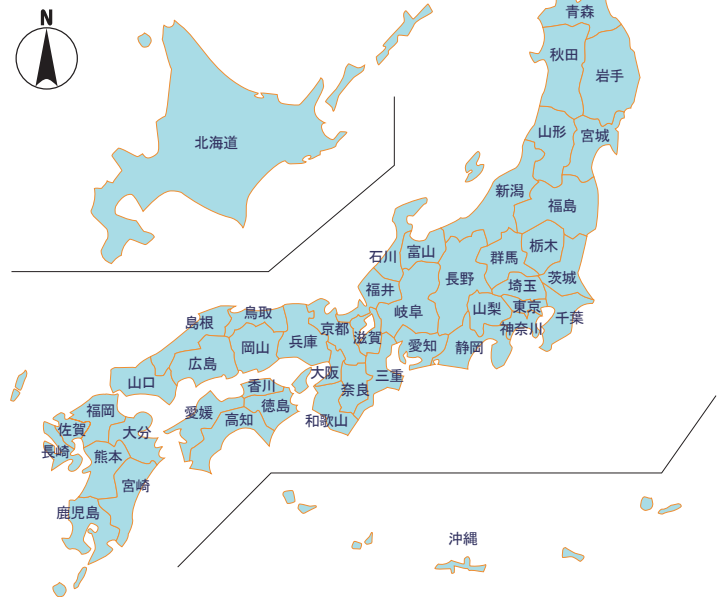 N
青森
秋田
岩手
北海道
山形
宮城
新潟
福島
石川
富山
栃木
群馬
長野
茨城
福井
埼玉
岐阜
山梨
東京
千葉
鳥取
島根
京都
神奈川
滋賀
兵庫
岡山
愛知
静岡
広島
大阪
三重
山口
香川
奈良
徳島
福岡
愛媛
高知
和歌山
佐賀
大分
長崎
熊本
宮崎
鹿児島
沖縄